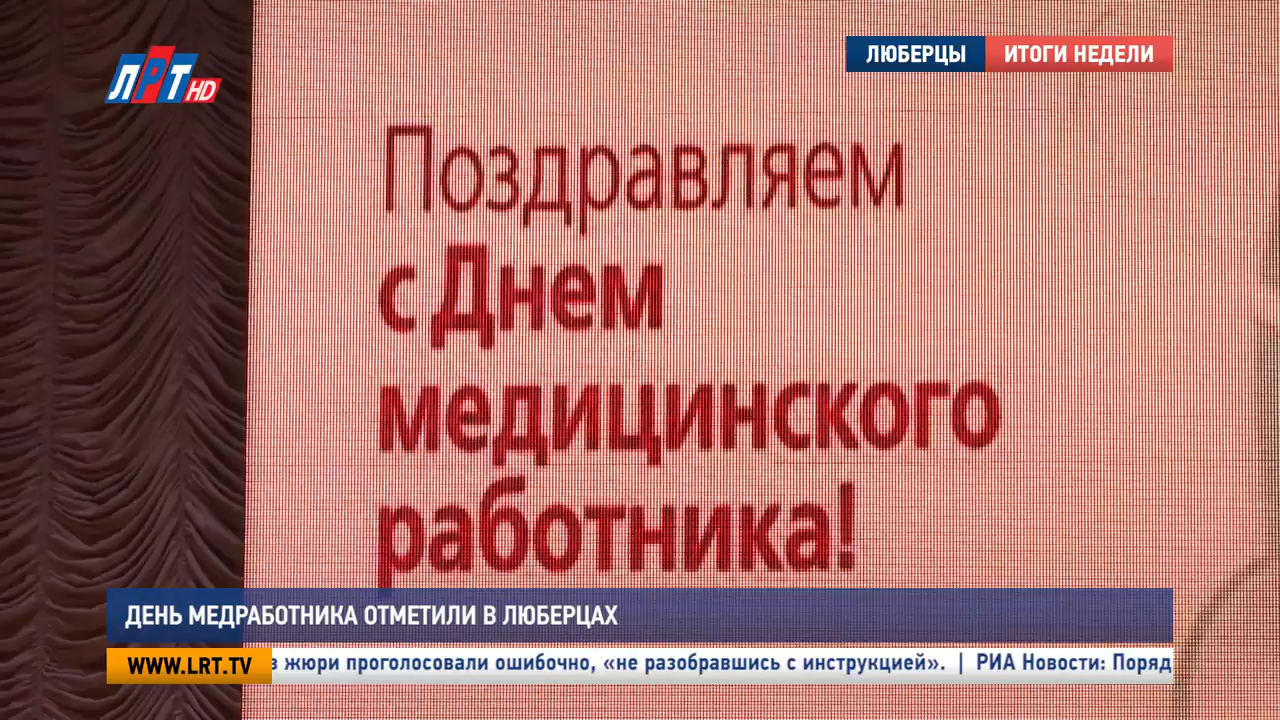 ЛРТ HD
ЛЮБЕРЦЫ ИТОГИ НЕДЕЛИ
Поздравляем
с Днем
медицинского
работника!
ДЕНЬ МЕДРАБОТНИКА ОТМЕТИЛИ В ЛЮБЕРЦАХ
WWW.LRT.TV
жюри проголосовали ошибочно, «не разобравшись с инструкцией». | РИА Новости: Поряд